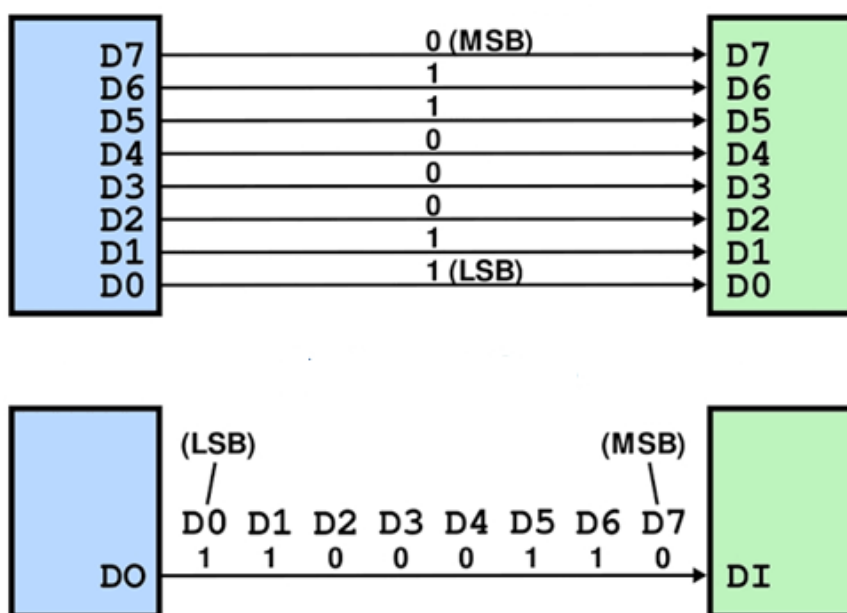 0 (MSB)
D7 D7
1
D6 D6
1
D5 D5
0
D4 D4
0
D3 D3
0
D2 D2
1
D1 D1
1 (LSB)
D0 D0
(LSB) (MSB)
D0 D1 D2 D3 D4 D5 D6 D7
1 1 0 0 0 1 1 0
DO DI